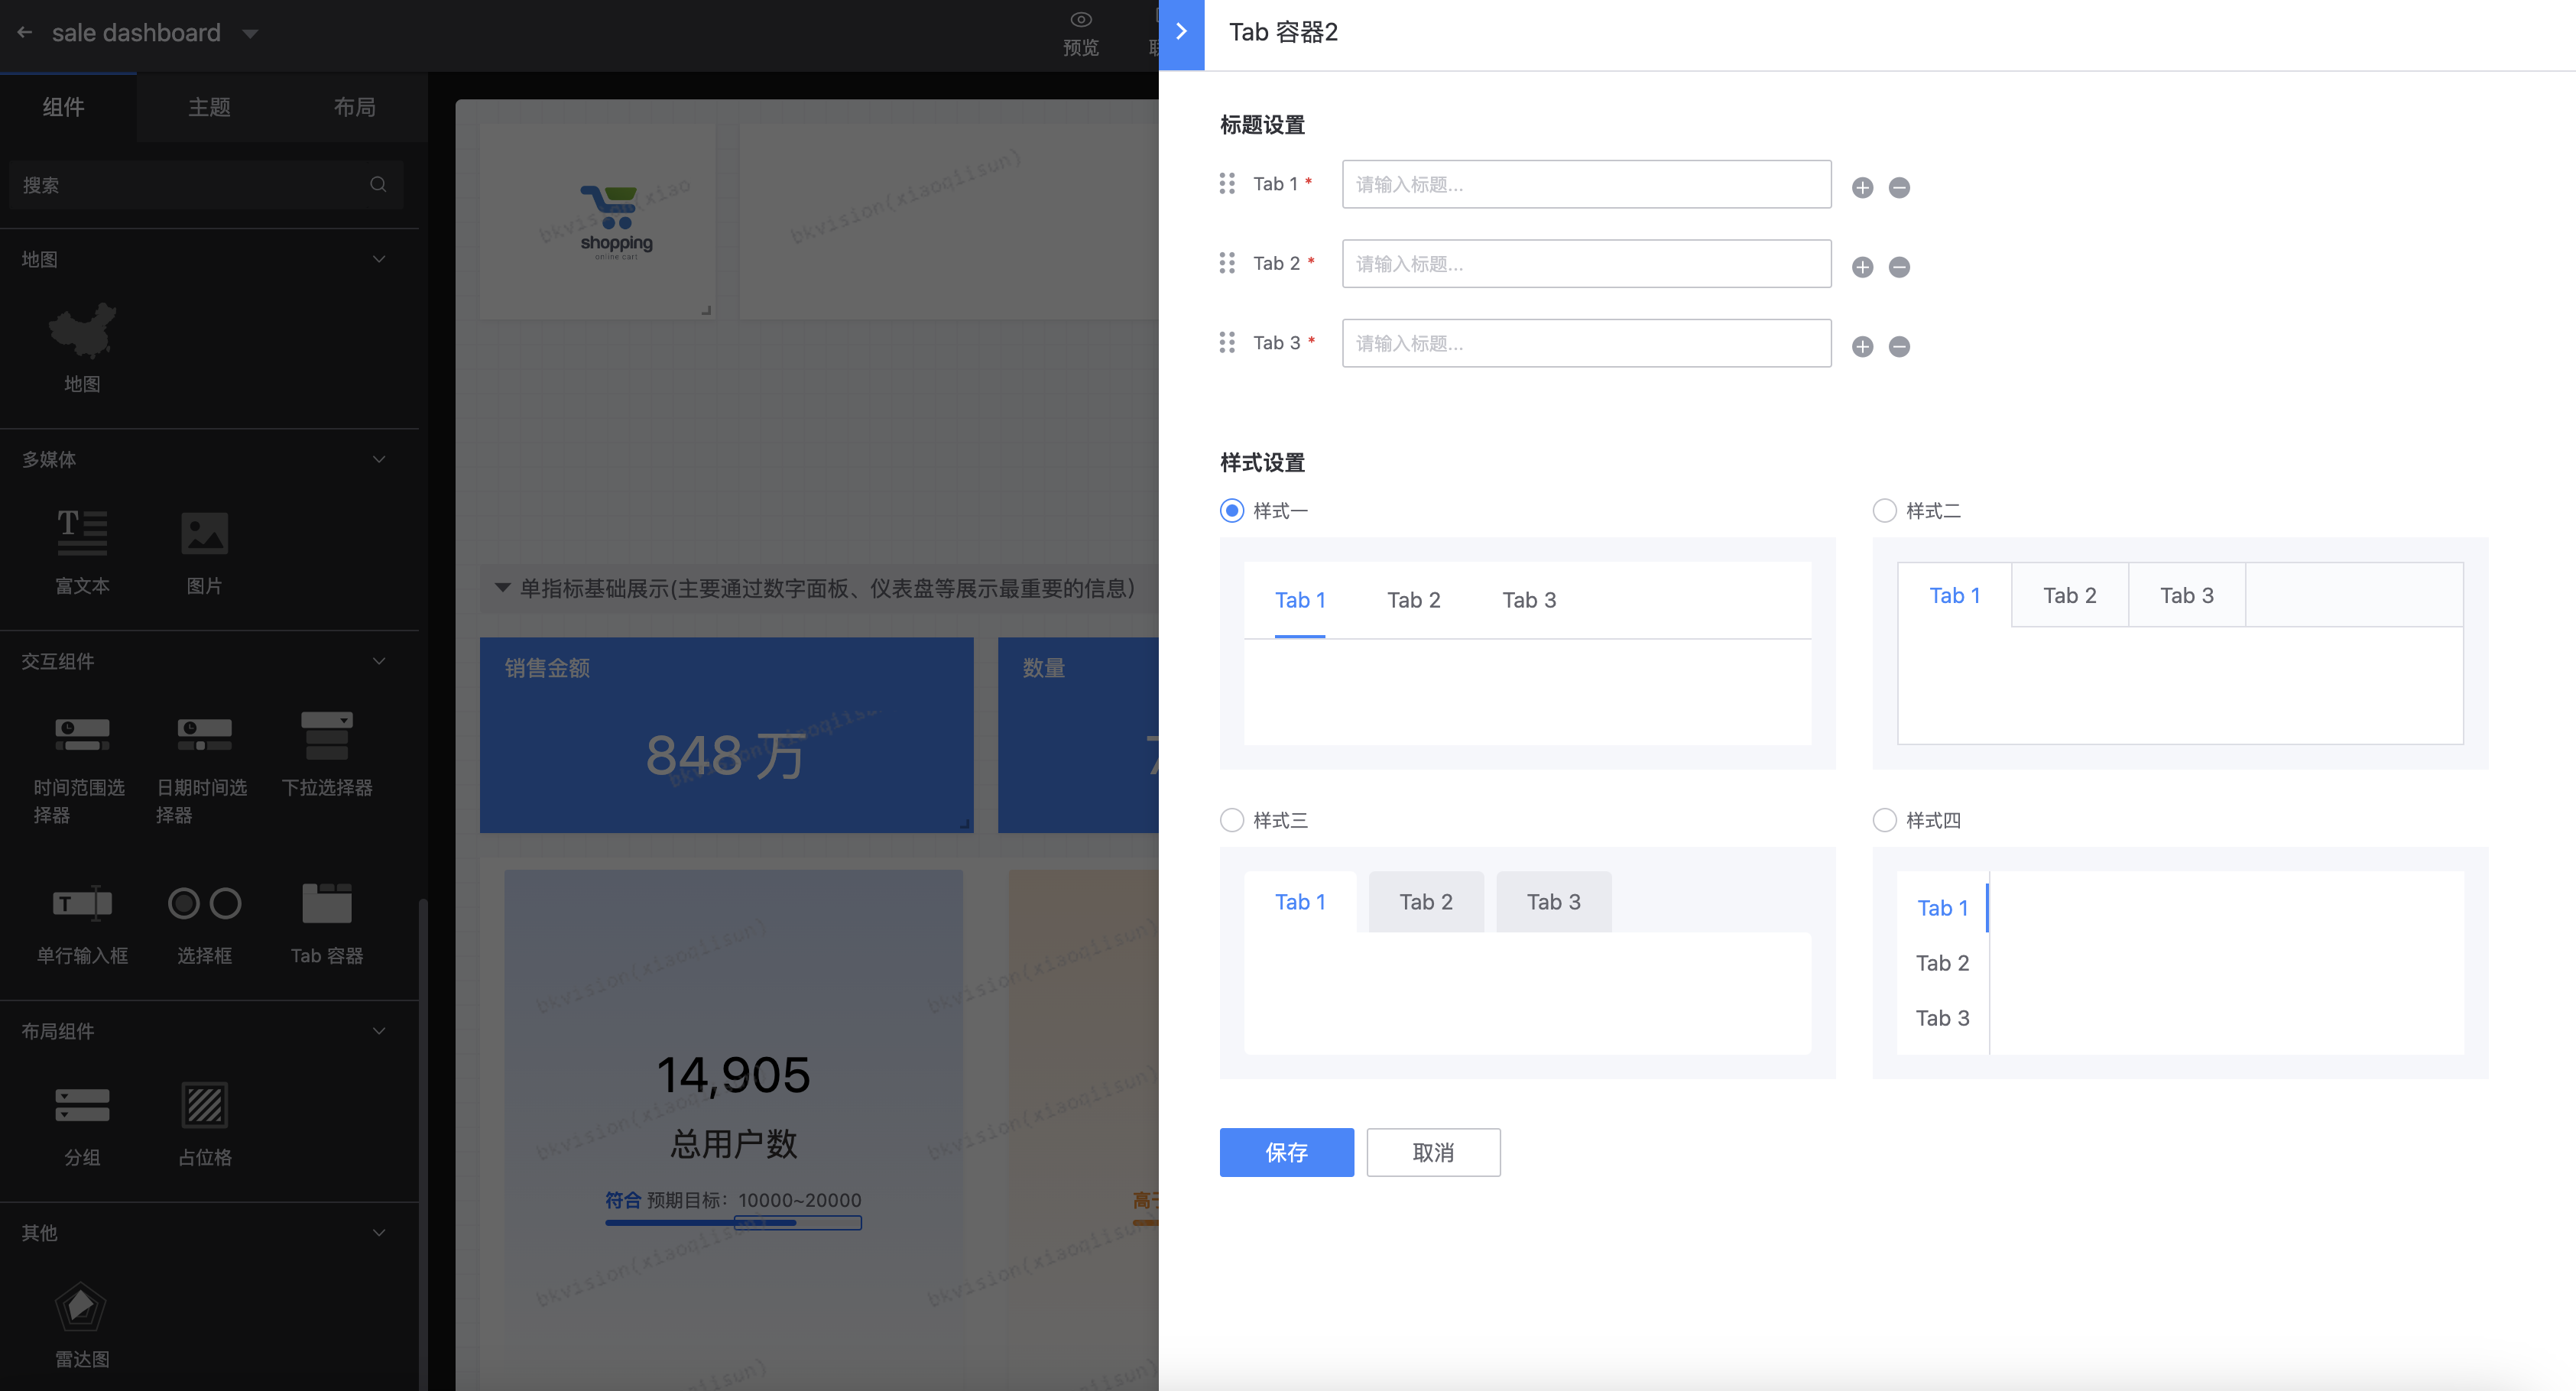 sale dashboard
预览
Tab 容器2
组件
主题
布局
搜索
地图
地图
多媒体
富文本
图片
交互组件
时间范围选
择器
日期时间选
择器
下拉选择器
单行输入框
选择框
Tab 容器
布局组件
分组
占位格
其他
雷达图
shopping
online cart
bkvision(xiaoqiisun)
单指标基础展示(主要通过数字面板、仪表盘等展示最重要的信息)
销售金额
848 万
数量
14,905
总用户数
符合 预期目标：10000~20000
标题设置
Tab 1 * 请输入标题...
Tab 2 * 请输入标题...
Tab 3 * 请输入标题...
样式设置
样式一
Tab 1 Tab 2 Tab 3
样式二
Tab 1 Tab 2 Tab 3
样式三
Tab 1 Tab 2 Tab 3
样式四
Tab 1
Tab 2
Tab 3
保存
取消